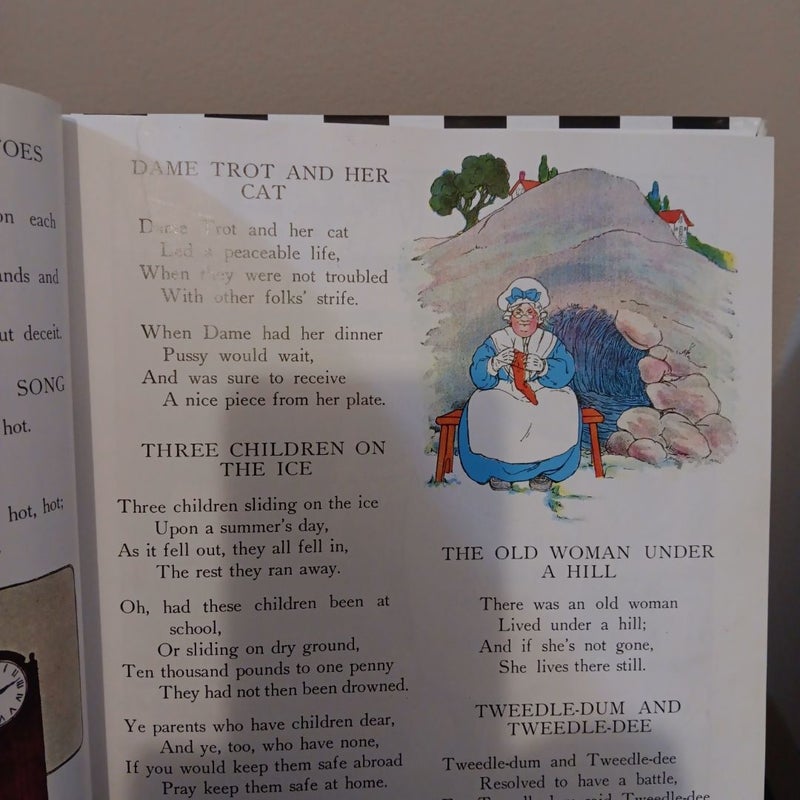 TOES
on each
ands and
ut deceit.
SONG
hot.
hot, hot;
DAME TROT AND HER
CAT
Dame Trot and her cat
Led a peaceable life,
When they were not troubled
With other folks' strife.
When Dame had her dinner
Pussy would wait,
And was sure to receive
A nice piece from her plate.
THREE CHILDREN ON
THE ICE
Three children sliding on the ice
Upon a summer's day,
As it fell out, they all fell in,
The rest they ran away.
Oh, had these children been at
school,
Or sliding on dry ground,
Ten thousand pounds to one penny
They had not then been drowned.
Ye parents who have children dear,
And ye, too, who have none,
If you would keep them safe abroad
Pray keep them safe at home.
THE OLD WOMAN UNDER
A HILL
There was an old woman
Lived under a hill;
And if she's not gone,
She lives there still.
TWEEDLE-DUM AND
TWEEDLE-DEE
Tweedle-dum and Tweedle-dee
Resolved to have a battle,
said Tweedle-dee